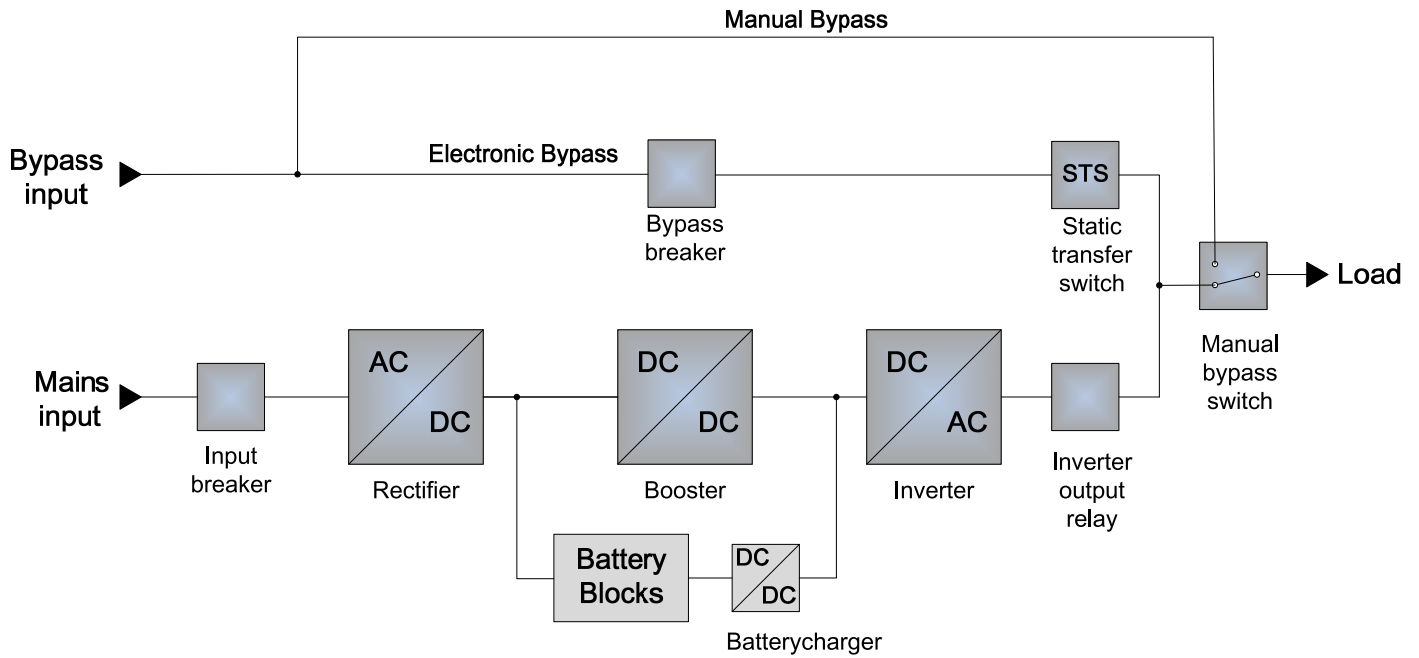 Manual Bypass
Bypass
input
Electronic Bypass
Bypass
breaker
STS
Static
transfer
switch
Load
Manual
bypass
switch
Mains
input
Input
breaker
AC
DC
Rectifier
DC
DC
Booster
DC
AC
Inverter
Inverter
output
relay
Battery
Blocks
DC
DC
Batterycharger